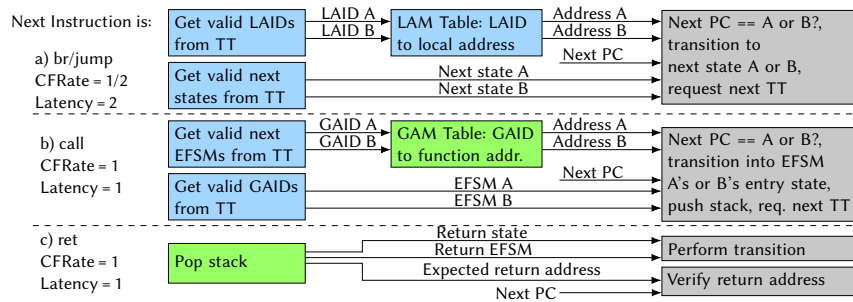 Next Instruction is:
a) br/jump
CFRate = 1/2
Latency = 2
Get valid LAIDs
from TT
LAID A
LAID B
LAM Table: LAID
to local address
Address A
Address B
Next PC
Get valid next
states from TT
Next state A
Next state B
Next PC == A or B?,
transition to
next state A or B,
request next TT
b) call
CFRate = 1
Latency = 1
Get valid next
EFSMs from TT
GAID A
GAID B
GAM Table: GAID
to function addr.
Address A
Address B
Next PC
Get valid GAIDs
from TT
EFSM A
EFSM B
Next PC == A or B?,
transition into EFSM
A's or B's entry state,
push stack, req. next TT
c) ret
CFRate = 1
Latency = 1
Pop stack
Return state
Return EFSM
Expected return address
Next PC
Perform transition
Verify return address